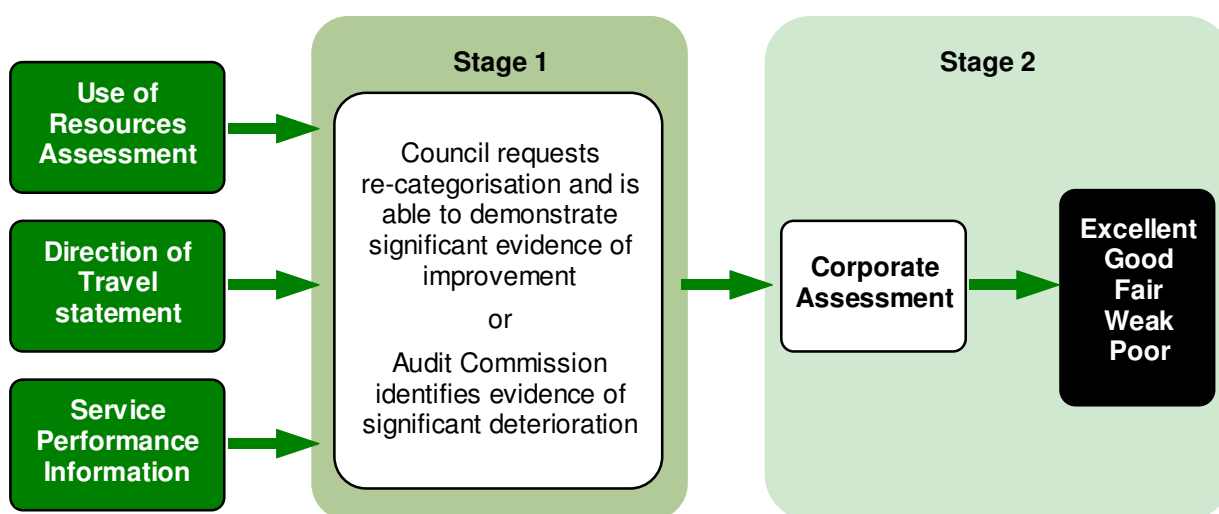 Use of
Resources
Assessment
Direction of
Travel
statement
Service
Performance
Information
Stage 1
Council requests
re-categorisation and is
able to demonstrate
significant evidence of
improvement
or
Audit Commission
identifies evidence of
significant deterioration
Stage 2
Corporate
Assessment
Excellent
Good
Fair
Weak
Poor